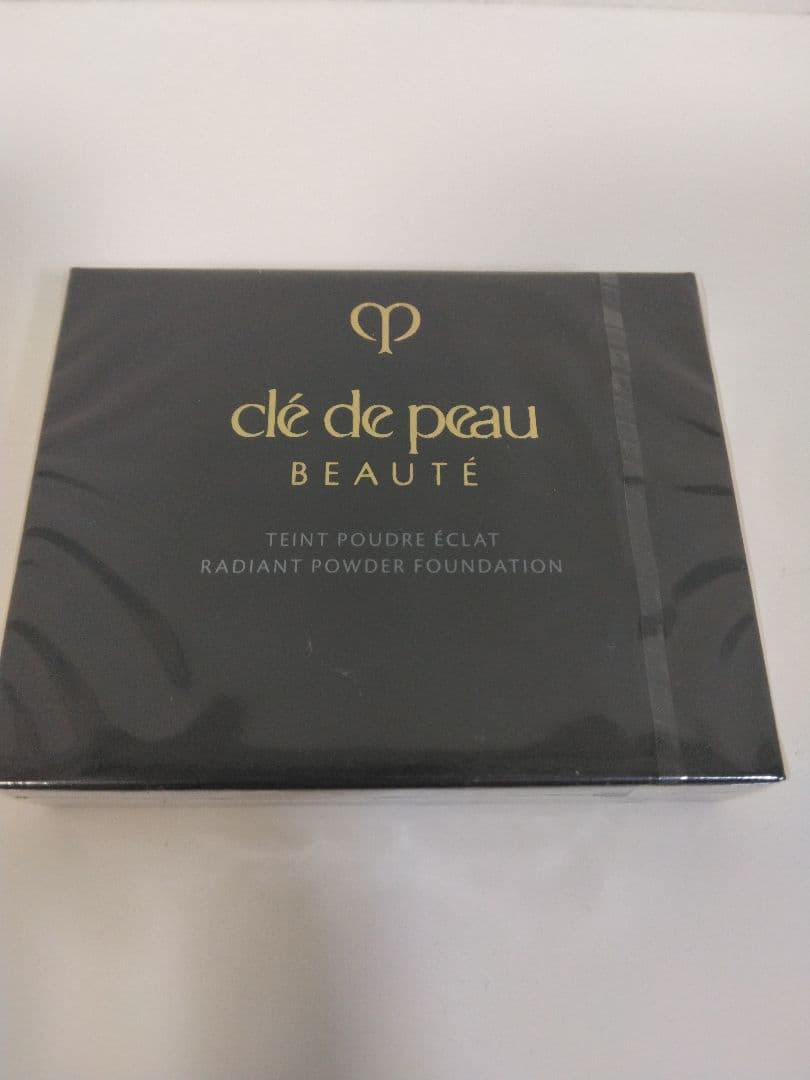 clé de peau
BEAUTÉ
TEINT POUDRE ÉCLAT
RADIANT POWDER FOUNDATION